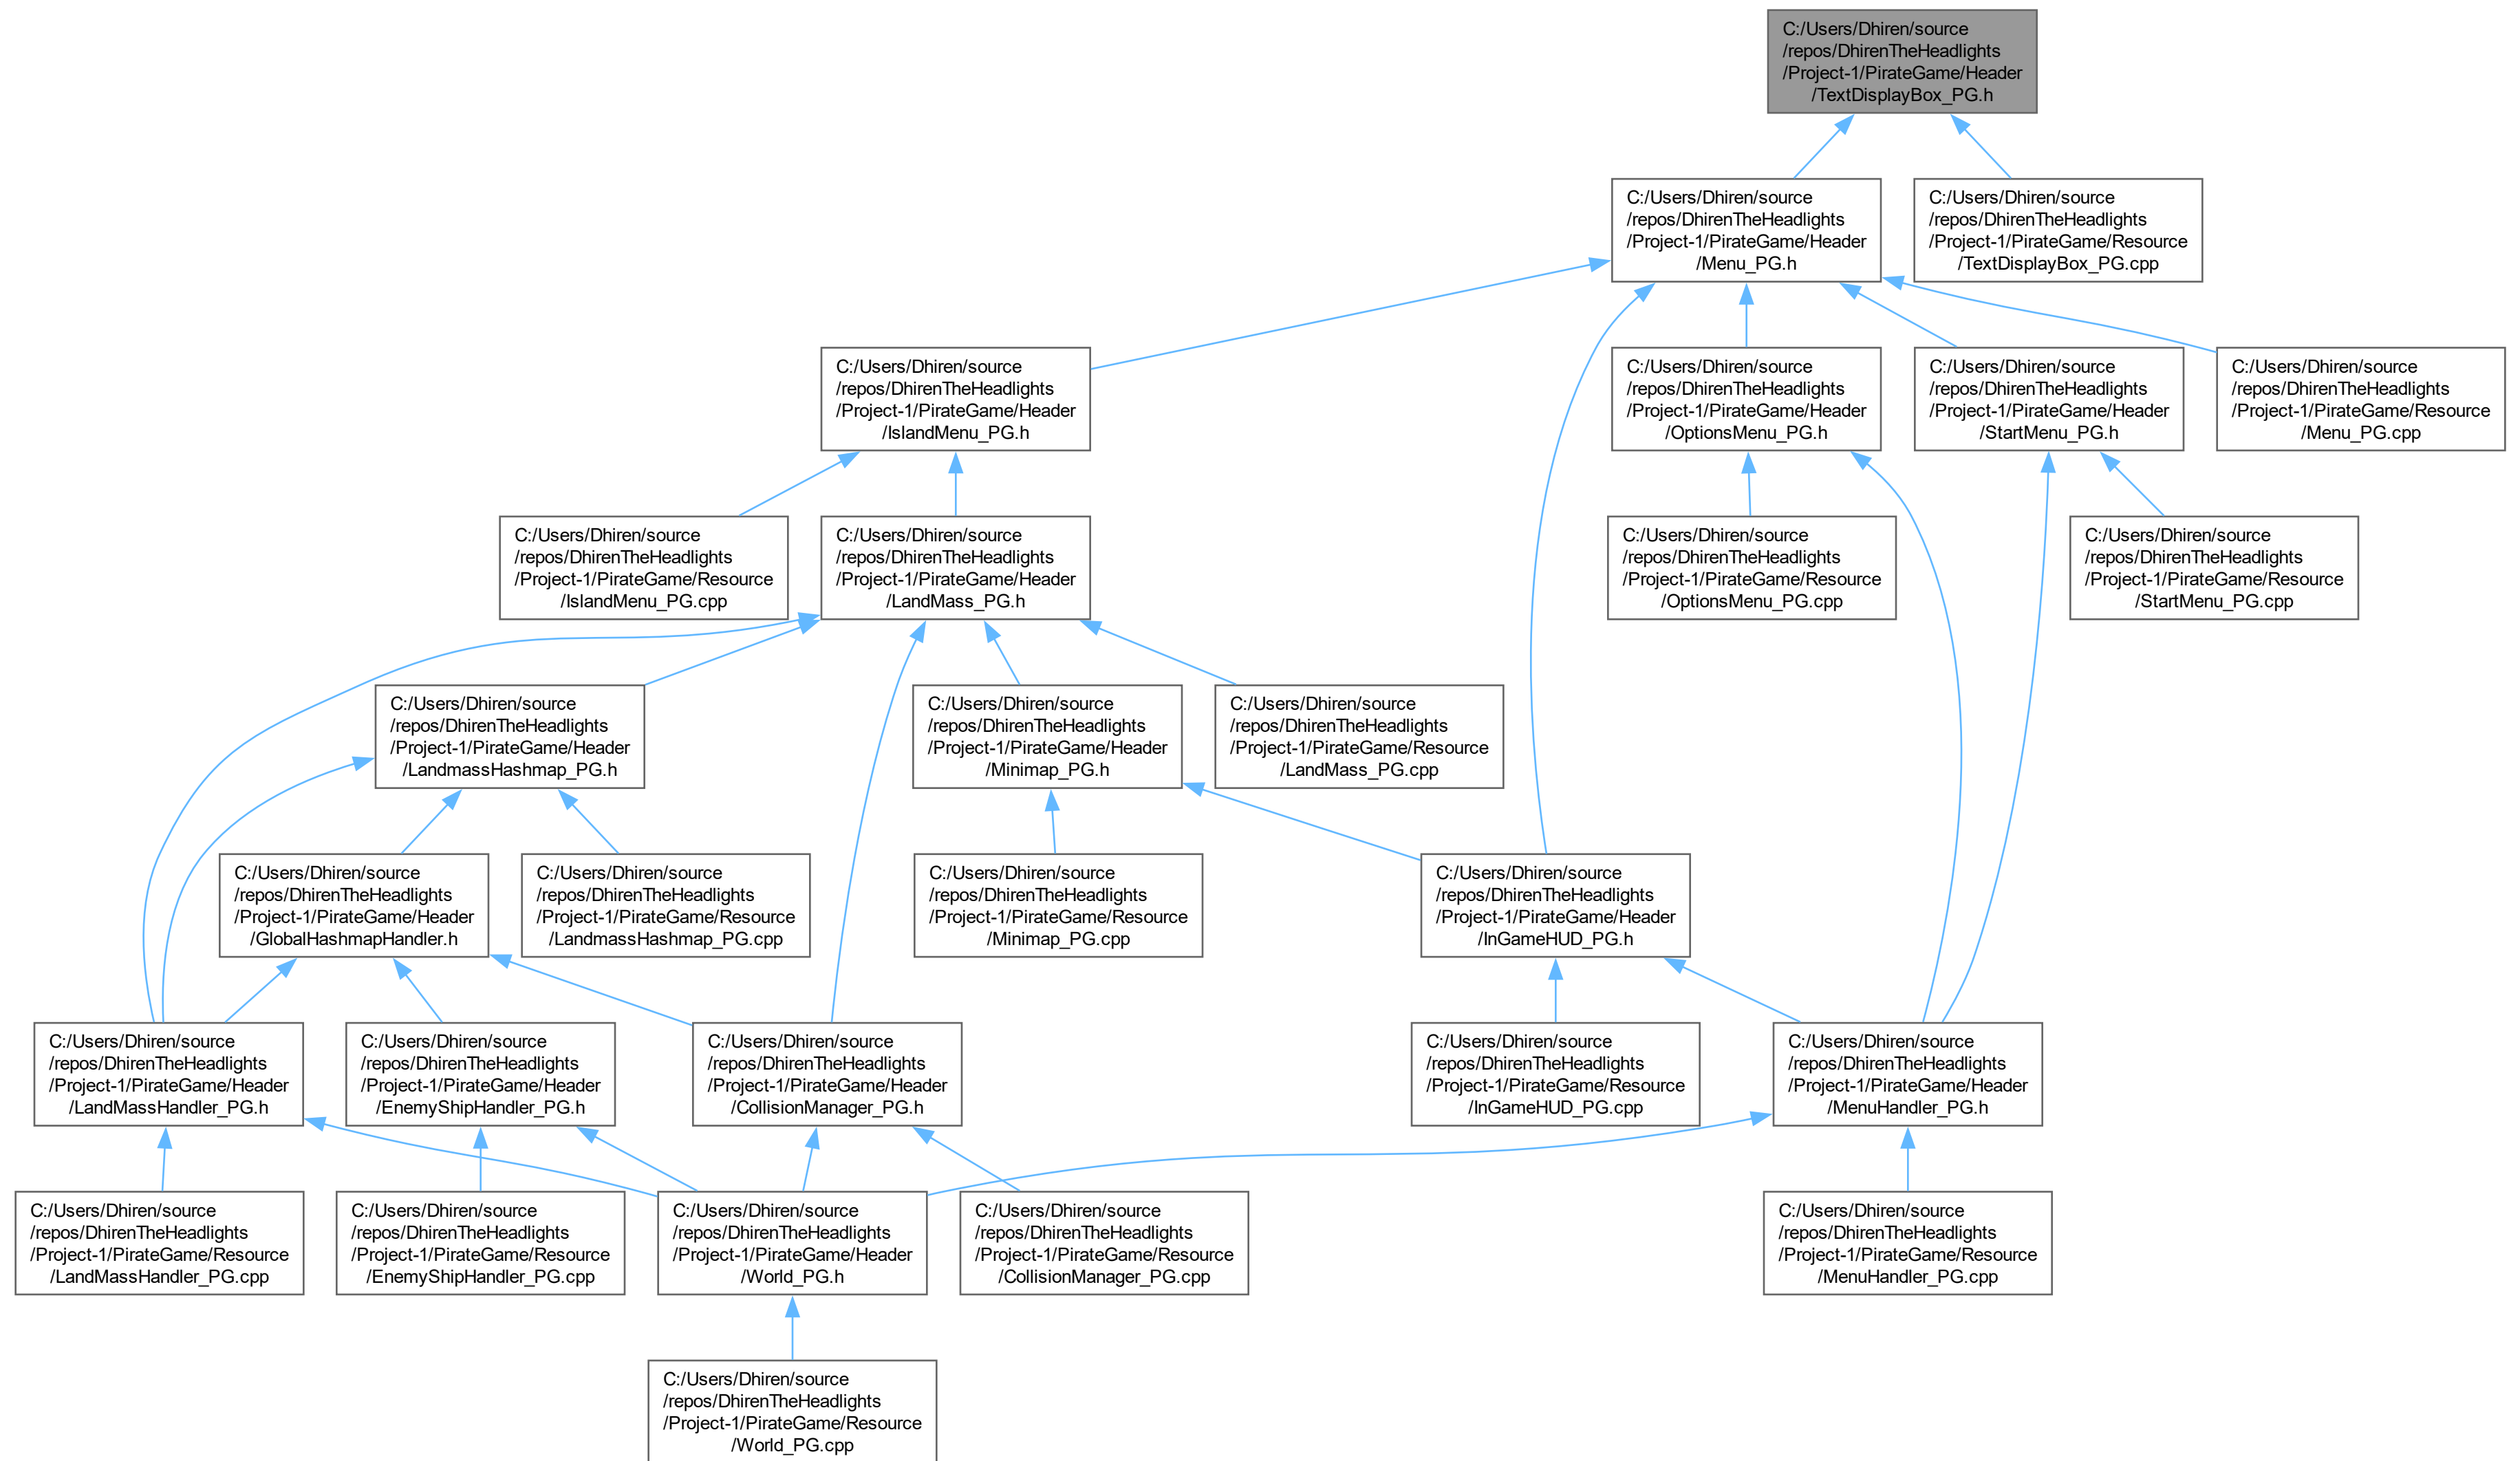 C:/Users/Dhiren/source
/repos/DhirenTheHeadlights
/Project-1/PirateGame/Header
/TextDisplayBox_PG.h
C:/Users/Dhiren/source
/repos/DhirenTheHeadlights
/Project-1/PirateGame/Header
/Menu_PG.h
C:/Users/Dhiren/source
/repos/DhirenTheHeadlights
/Project-1/PirateGame/Resource
/TextDisplayBox_PG.cpp
C:/Users/Dhiren/source
/repos/DhirenTheHeadlights
/Project-1/PirateGame/Header
/IslandMenu_PG.h
C:/Users/Dhiren/source
/repos/DhirenTheHeadlights
/Project-1/PirateGame/Header
/OptionsMenu_PG.h
C:/Users/Dhiren/source
/repos/DhirenTheHeadlights
/Project-1/PirateGame/Header
/StartMenu_PG.h
C:/Users/Dhiren/source
/repos/DhirenTheHeadlights
/Project-1/PirateGame/Resource
/Menu_PG.cpp
C:/Users/Dhiren/source
/repos/DhirenTheHeadlights
/Project-1/PirateGame/Resource
/IslandMenu_PG.cpp
C:/Users/Dhiren/source
/repos/DhirenTheHeadlights
/Project-1/PirateGame/Header
/LandMass_PG.h
C:/Users/Dhiren/source
/repos/DhirenTheHeadlights
/Project-1/PirateGame/Resource
/OptionsMenu_PG.cpp
C:/Users/Dhiren/source
/repos/DhirenTheHeadlights
/Project-1/PirateGame/Resource
/StartMenu_PG.cpp
C:/Users/Dhiren/source
/repos/DhirenTheHeadlights
/Project-1/PirateGame/Header
/LandmassHashmap_PG.h
C:/Users/Dhiren/source
/repos/DhirenTheHeadlights
/Project-1/PirateGame/Header
/Minimap_PG.h
C:/Users/Dhiren/source
/repos/DhirenTheHeadlights
/Project-1/PirateGame/Resource
/LandMass_PG.cpp
C:/Users/Dhiren/source
/repos/DhirenTheHeadlights
/Project-1/PirateGame/Header
/GlobalHashmapHandler.h
C:/Users/Dhiren/source
/repos/DhirenTheHeadlights
/Project-1/PirateGame/Resource
/LandmassHashmap_PG.cpp
C:/Users/Dhiren/source
/repos/DhirenTheHeadlights
/Project-1/PirateGame/Resource
/Minimap_PG.cpp
C:/Users/Dhiren/source
/repos/DhirenTheHeadlights
/Project-1/PirateGame/Header
/InGameHUD_PG.h
C:/Users/Dhiren/source
/repos/DhirenTheHeadlights
/Project-1/PirateGame/Header
/LandMassHandler_PG.h
C:/Users/Dhiren/source
/repos/DhirenTheHeadlights
/Project-1/PirateGame/Header
/EnemyShipHandler_PG.h
C:/Users/Dhiren/source
/repos/DhirenTheHeadlights
/Project-1/PirateGame/Header
/CollisionManager_PG.h
C:/Users/Dhiren/source
/repos/DhirenTheHeadlights
/Project-1/PirateGame/Resource
/InGameHUD_PG.cpp
C:/Users/Dhiren/source
/repos/DhirenTheHeadlights
/Project-1/PirateGame/Header
/MenuHandler_PG.h
C:/Users/Dhiren/source
/repos/DhirenTheHeadlights
/Project-1/PirateGame/Resource
/LandMassHandler_PG.cpp
C:/Users/Dhiren/source
/repos/DhirenTheHeadlights
/Project-1/PirateGame/Resource
/EnemyShipHandler_PG.cpp
C:/Users/Dhiren/source
/repos/DhirenTheHeadlights
/Project-1/PirateGame/Header
/World_PG.h
C:/Users/Dhiren/source
/repos/DhirenTheHeadlights
/Project-1/PirateGame/Resource
/CollisionManager_PG.cpp
C:/Users/Dhiren/source
/repos/DhirenTheHeadlights
/Project-1/PirateGame/Resource
/MenuHandler_PG.cpp
C:/Users/Dhiren/source
/repos/DhirenTheHeadlights
/Project-1/PirateGame/Resource
/World_PG.cpp